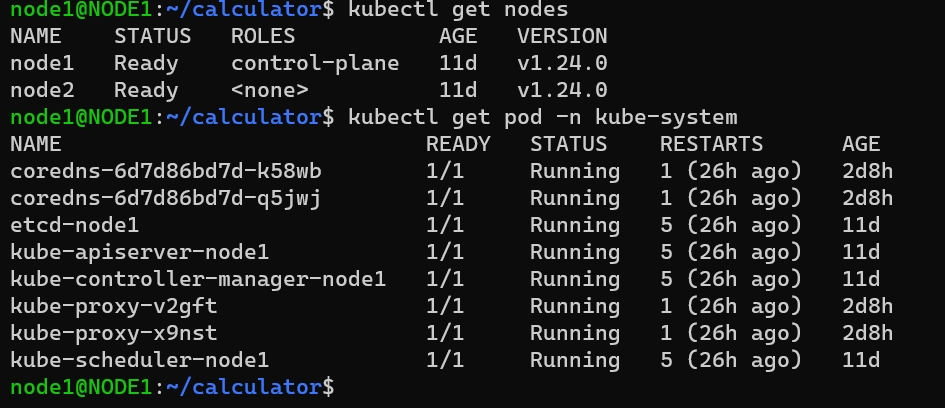 node1@NODE1:~/calculator$ kubectl get nodes
NAME    STATUS   ROLES           AGE   VERSION
node1   Ready    control-plane   11d   v1.24.0
node2   Ready    <none>          11d   v1.24.0
node1@NODE1:~/calculator$ kubectl get pod -n kube-system
NAME                            READY   STATUS    RESTARTS      AGE
coredns-6d7d86bd7d-k58wb        1/1     Running   1 (26h ago)   2d8h
coredns-6d7d86bd7d-q5jwj        1/1     Running   1 (26h ago)   2d8h
etcd-node1                      1/1     Running   5 (26h ago)   11d
kube-apiserver-node1            1/1     Running   5 (26h ago)   11d
kube-controller-manager-node1   1/1     Running   5 (26h ago)   11d
kube-proxy-v2gft                1/1     Running   1 (26h ago)   2d8h
kube-proxy-x9nst                1/1     Running   1 (26h ago)   2d8h
kube-scheduler-node1            1/1     Running   5 (26h ago)   11d
node1@NODE1:~/calculator$